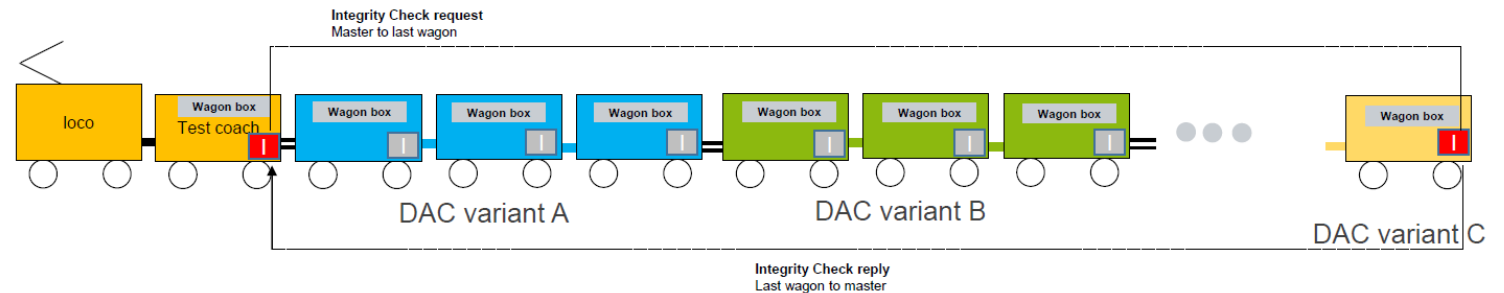 Integrity Check request
Master to last wagon
loco
Wagon box
Test coach
I
Wagon box
I
Wagon box
I
Wagon box
I
Wagon box
I
Wagon box
I
Wagon box
I
Wagon box
I
DAC variant A
DAC variant B
DAC variant C
Integrity Check reply
Last wagon to master